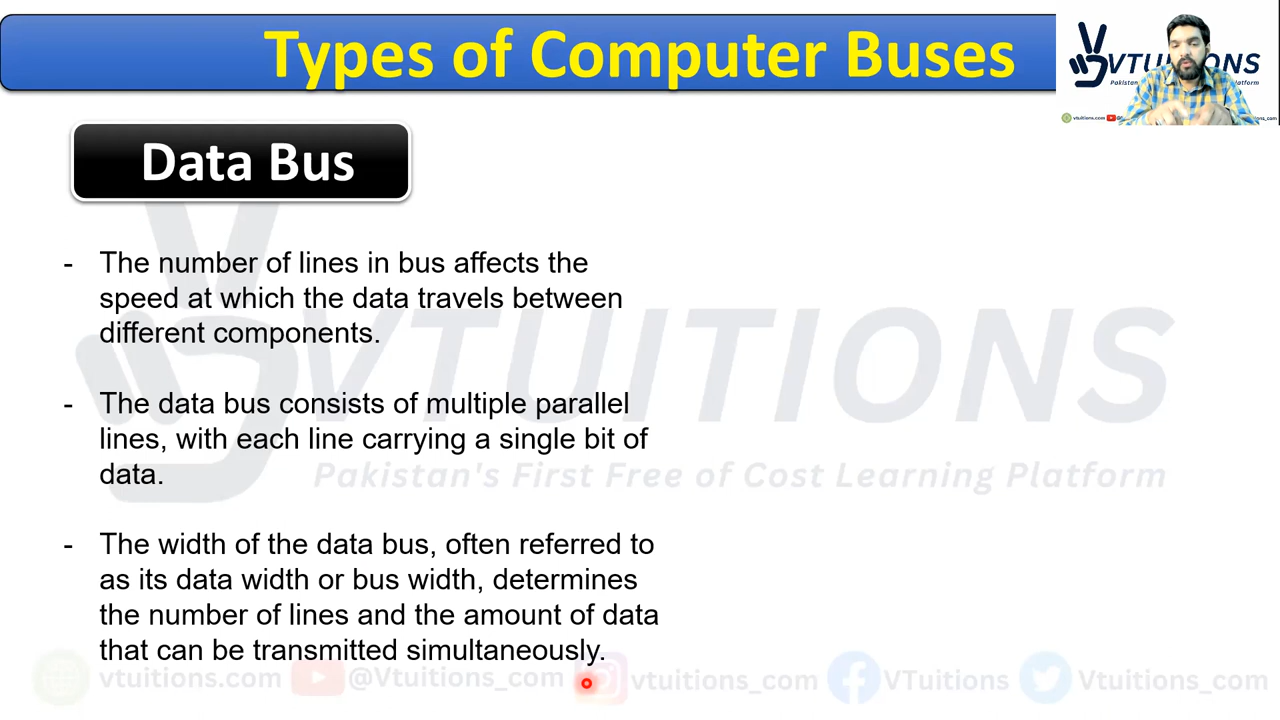 Types of Computer Buses
VTUITIONS
Platform
vtuitions.com
Data Bus
- The number of lines in bus affects the
speed at which the data travels between
different components.
- The data bus consists of multiple parallel
lines, with each line carrying a single bit of
data.
- The width of the data bus, often referred to
as its data width or bus width, determines
the number of lines and the amount of data
that can be transmitted simultaneously.
VTUITIONS
Pakistan's First Free of Cost Learning Platform
vtuitions.com @Vtuitions_com vtuitions_com VTuitions Vtuitions_com